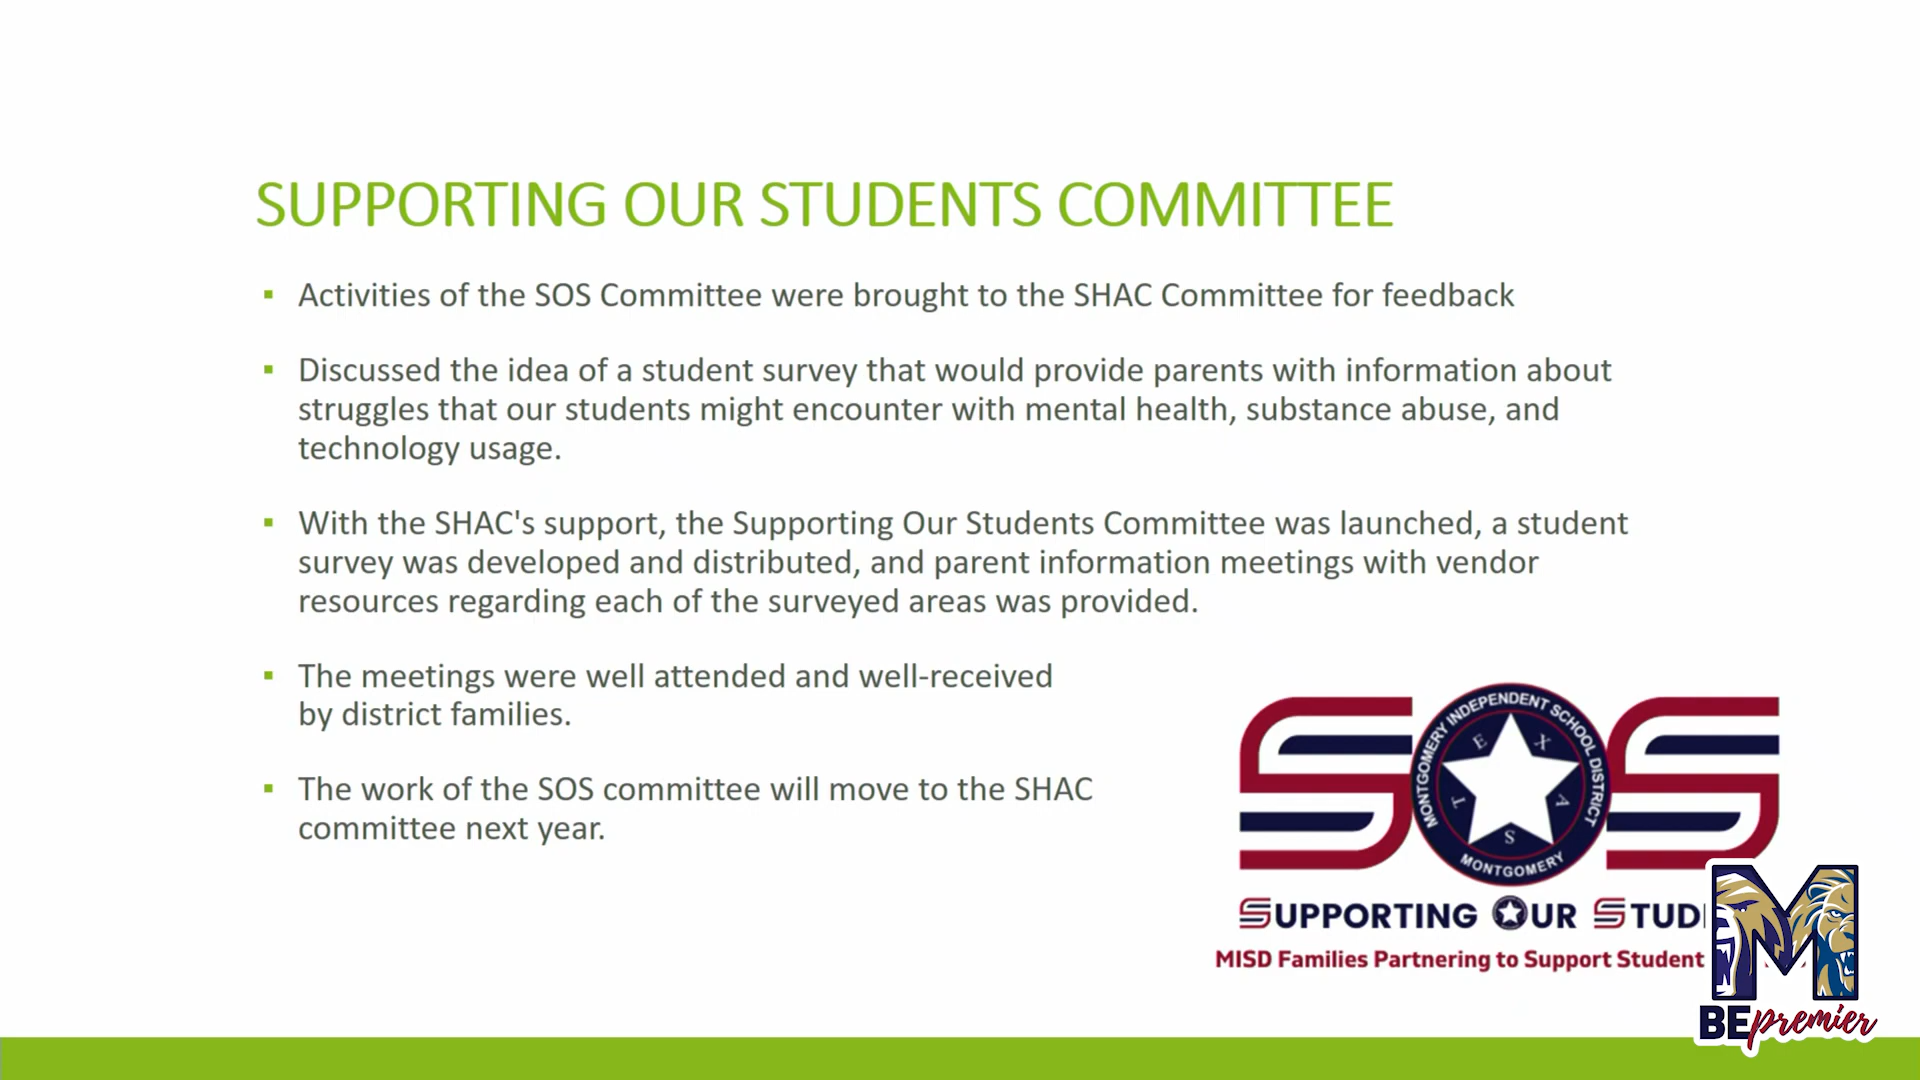 SUPPORTING OUR STUDENTS COMMITTEE
Activities of the SOS Committee were brought to the SHAC Committee for feedback
Discussed the idea of a student survey that would provide parents with information about
struggles that our students might encounter with mental health, substance abuse, and
technology usage.
With the SHAC's support, the Supporting Our Students Committee was launched, a student
survey was developed and distributed, and parent information meetings with vendor
resources regarding each of the surveyed areas was provided.
The meetings were well attended and well-received
by district families.
The work of the SOS committee will move to the SHAC
committee next year.
SOS
MONTGOMERY INDEPENDENT SCHOOL DISTRICT
TEXAS
MONTGOMERY
SUPPORTING OUR STUD
MISD Families Partnering to Support Student
M
BE premier